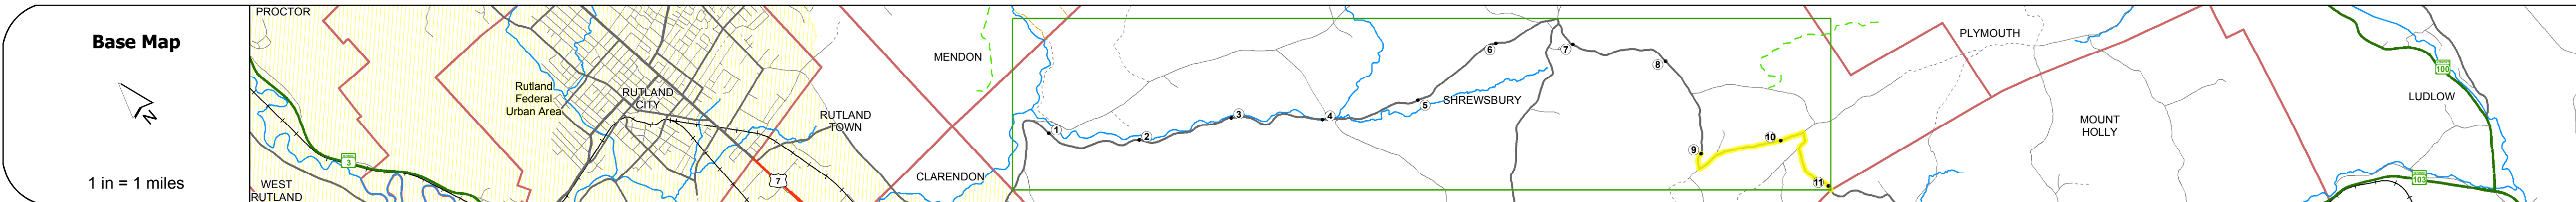 Base Map
N
1 in = 1 miles
PROCTOR
3
WEST
RUTLAND
Rutland
Federal
Urban Area
RUTLAND
CITY
7
RUTLAND
TOWN
MENDON
CLARENDON
1
2
3
4
5
6
7
8
9
10
11
SHREWSBURY
PLYMOUTH
MOUNT
HOLLY
100
LUDLOW
103